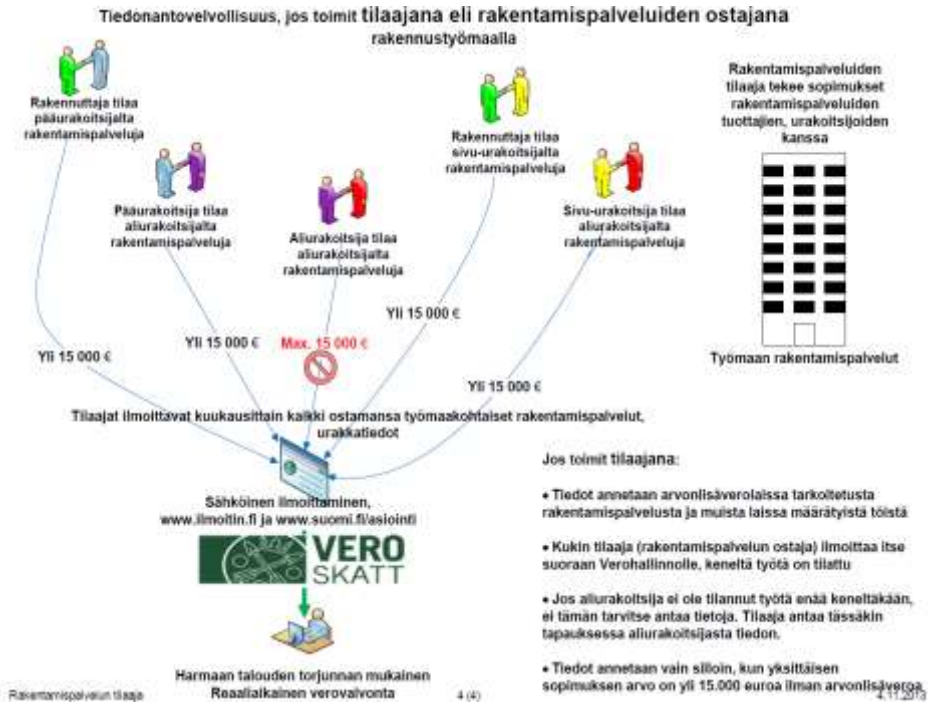 Tiedonantovelvollisuus, jos toimit tilaajana eli rakentamispalveluiden ostajana
rakennustyömaalla
Rakennuttaja tilaa
pääurakoitsijalta
rakentamispalveluja
Pääurakoitsija tilaa
aliurakoitsijalta
rakentamispalveluja
Aliurakoitsija tilaa
aliurakoitsijalta
rakentamispalveluja
Rakennuttaja tilaa
sivu-urakoitsijalta
rakentamispalveluja
Sivu-urakoitsija tilaa
aliurakoitsijalta
rakentamispalveluja
Rakentamispalveluiden
tilaaja tekee sopimukset
rakentamispalveluiden
tuottajien, urakoitsijoiden
kanssa
Työmaan rakentamispalvelut
Yli 15 000 €
Yli 15 000 €
Max. 15 000 €
Yli 15 000 €
Yli 15 000 €
Tilaajat ilmoittavat kuukausittain kaikki ostamansa työmaakohtaiset rakentamispalvelut,
urakkatiedot
Sähköinen ilmoittaminen,
www.ilmoitin.fi ja www.suomi.fi/asiointi
VERO
SKATT
Harmaan talouden torjunnan mukainen
Reaaliaikainen verovalvonta
Jos toimit tilaajana:
• Tiedot annetaan arvonlisäverolaissa tarkoitetusta
rakentamispalvelusta ja muista laissa määrätyistä töistä
• Kukin tilaaja (rakentamispalvelun ostaja) ilmoittaa itse
suoraan Verohallinnolle, keneltä työtä on tilattu
• Jos aliurakoitsija ei ole tilannut työtä enää keneltäkään,
ei tämän tarvitse antaa tietoja. Tilaaja antaa tässäkin
tapauksessa aliurakoitsijasta tiedon.
• Tiedot annetaan vain silloin, kun yksittäisen
sopimuksen arvo on yli 15.000 euroa ilman arvonlisäveroa
Rakentamispalvelun tilaaja
4 (4)
4.11.2013